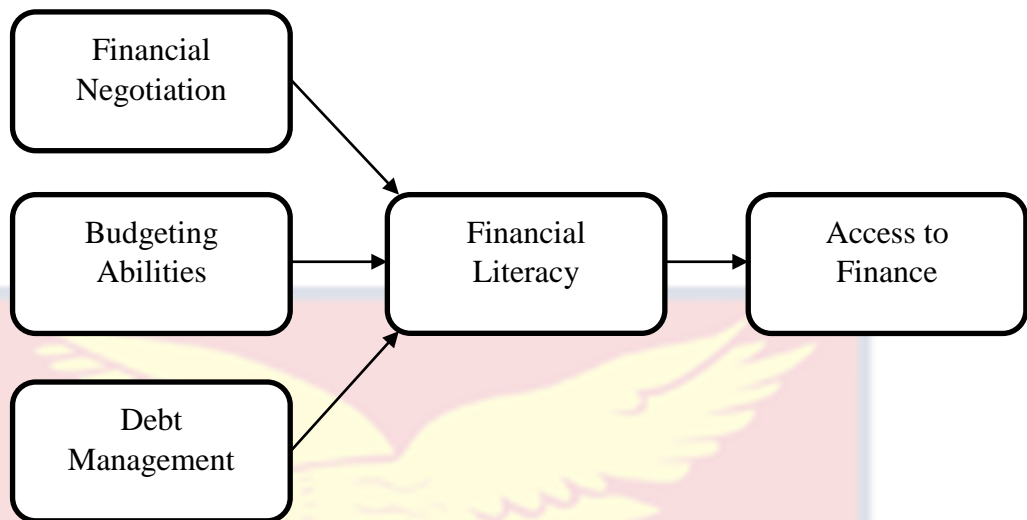 Financial
Negotiation
Budgeting
Abilities
Financial
Literacy
Access to
Finance
Debt
Management